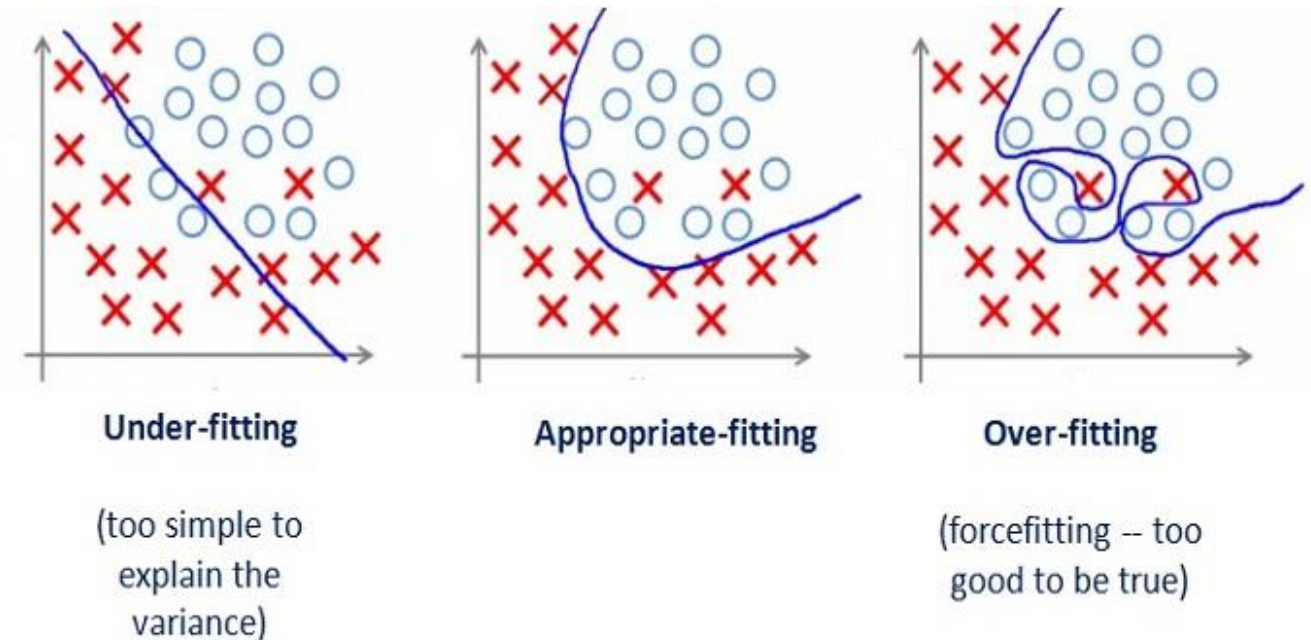 Under-fitting
Appropriate-fitting
Over-fitting
(too simple to
explain the
variance)
(forcefitting -- too
good to be true)